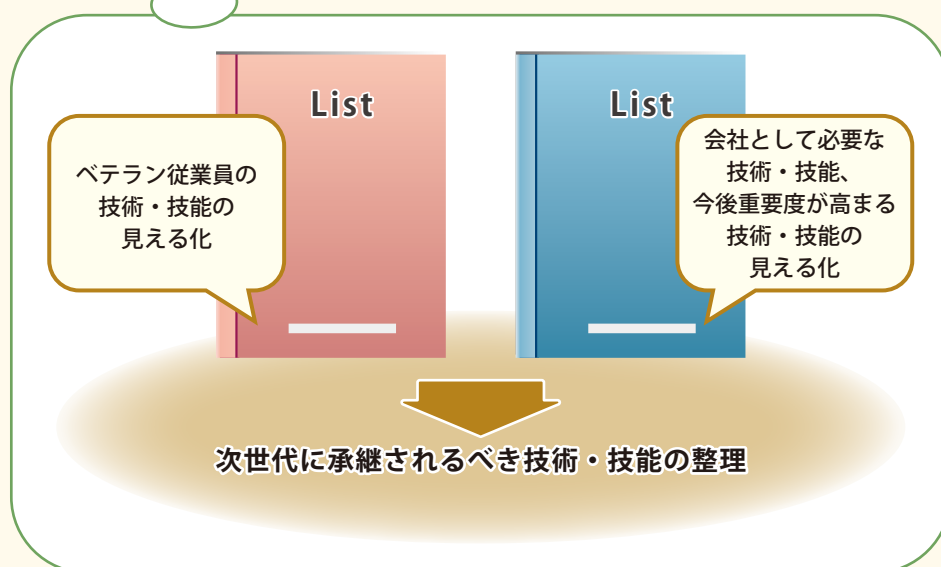 List
ベテラン従業員の
技術・技能の
見える化
List
会社として必要な
技術・技能、
今後重要度が高まる
技術・技能の
見える化
次世代に承継されるべき技術・技能の整理